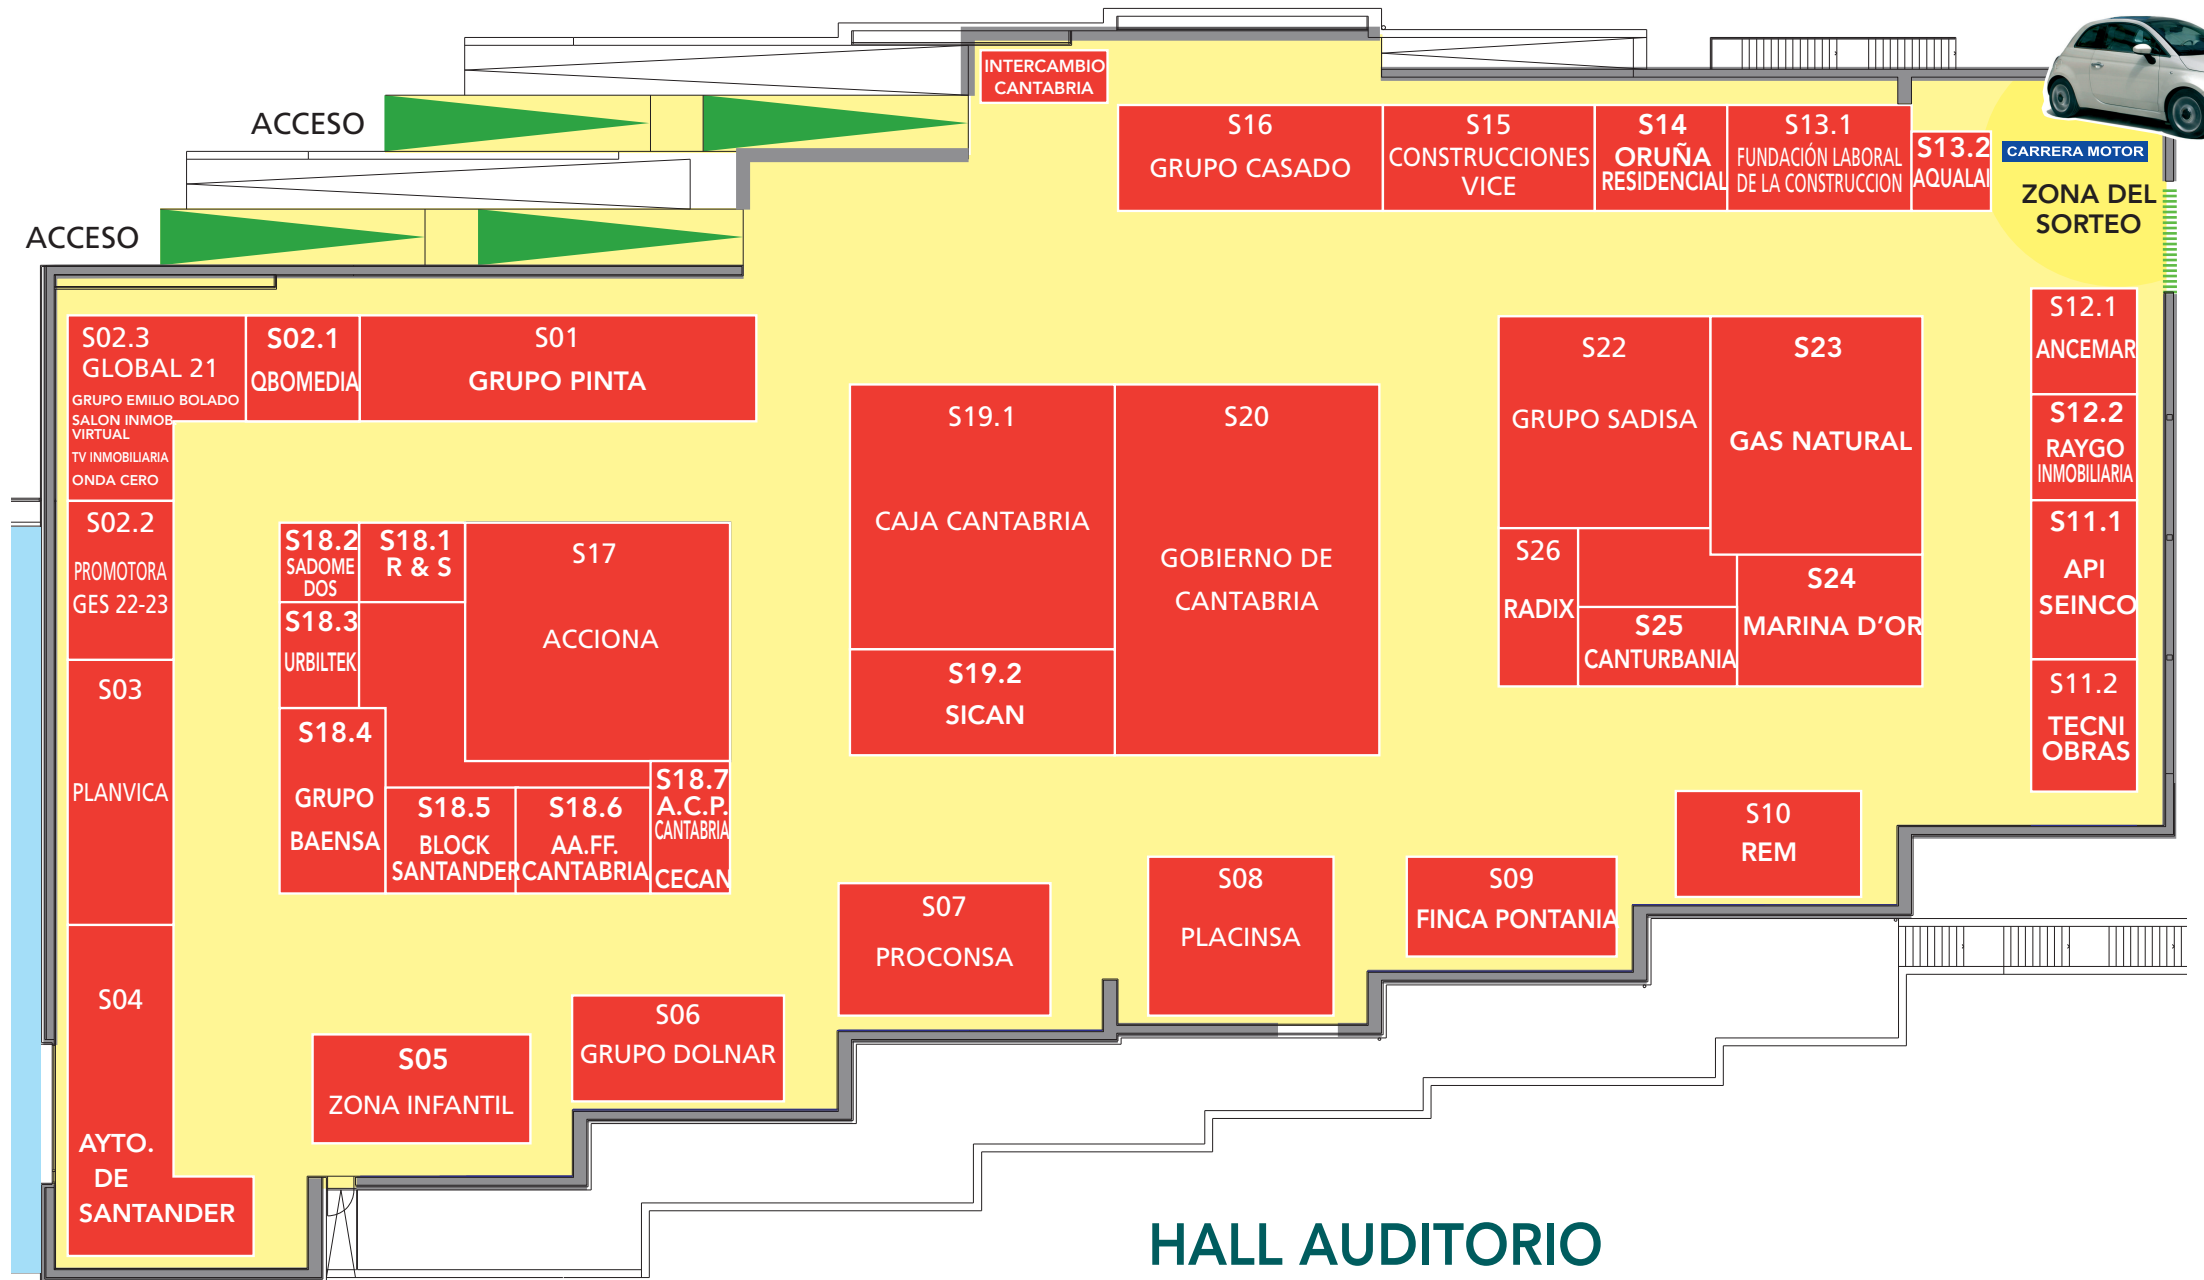 INTERCAMBIO
CANTABRIA
ACCESO
ACCESO
S16
GRUPO CASADO
S15
CONSTRUCCIONES
VICE
S14
ORUÑA
RESIDENCIAL
S13.1
FUNDACIÓN LABORAL
DE LA CONSTRUCCION
S13.2
AQUALAI
CARRERA MOTOR
ZONA DEL
SORTEO
S02.3
GLOBAL 21
GRUPO EMILIO BOLADO
SALON INMOB
VIRTUAL
TV INMOBILIARIA
ONDA CERO
S02.1
QBOMEDIA
S01
GRUPO PINTA
S19.1
CAJA CANTABRIA
S20
GOBIERNO DE
CANTABRIA
S19.2
SICAN
S22
GRUPO SADISA
S23
GAS NATURAL
S26
RADIX
S25
CANTURBANIA
S24
MARINA D'OR
S12.1
ANCEMAR
S12.2
RAYGO
INMOBILIARIA
S11.1
API
SEINCO
S11.2
TECNI
OBRAS
S02.2
PROMOTORA
GES 22-23
S03
PLANVICA
S04
AYTO.
DE
SANTANDER
S18.2
SADOME
DOS
S18.1
R & S
S17
ACCIONA
S18.3
URBILTEK
S18.4
GRUPO
BAENSA
S18.5
BLOCK
SANTANDER
S18.6
AA.FF.
CANTABRIA
S18.7
A.C.P.
CANTABRIA
CECAN
S05
ZONA INFANTIL
S06
GRUPO DOLNAR
S07
PROCONSA
S08
PLACINSA
S09
FINCA PONTANIA
S10
REM
HALL AUDITORIO